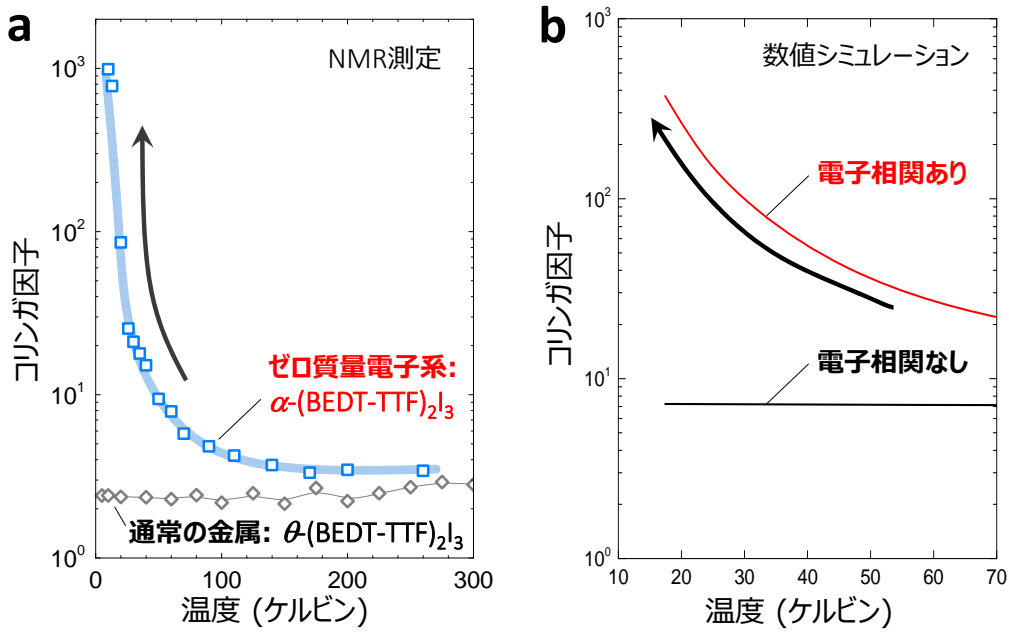 a
NMR測定
コリンガ因子
10³
10²
10¹
10⁰
ゼロ質量電子系:
α-(BEDT-TTF)₂I₃
通常の金属: θ-(BEDT-TTF)₂I₃
0
100
200
300
温度 (ケルビン)
b
数値シミュレーション
コリンガ因子
10³
10²
10¹
10⁰
電子相関あり
電子相関なし
10
20
30
40
50
60
70
温度 (ケルビン)